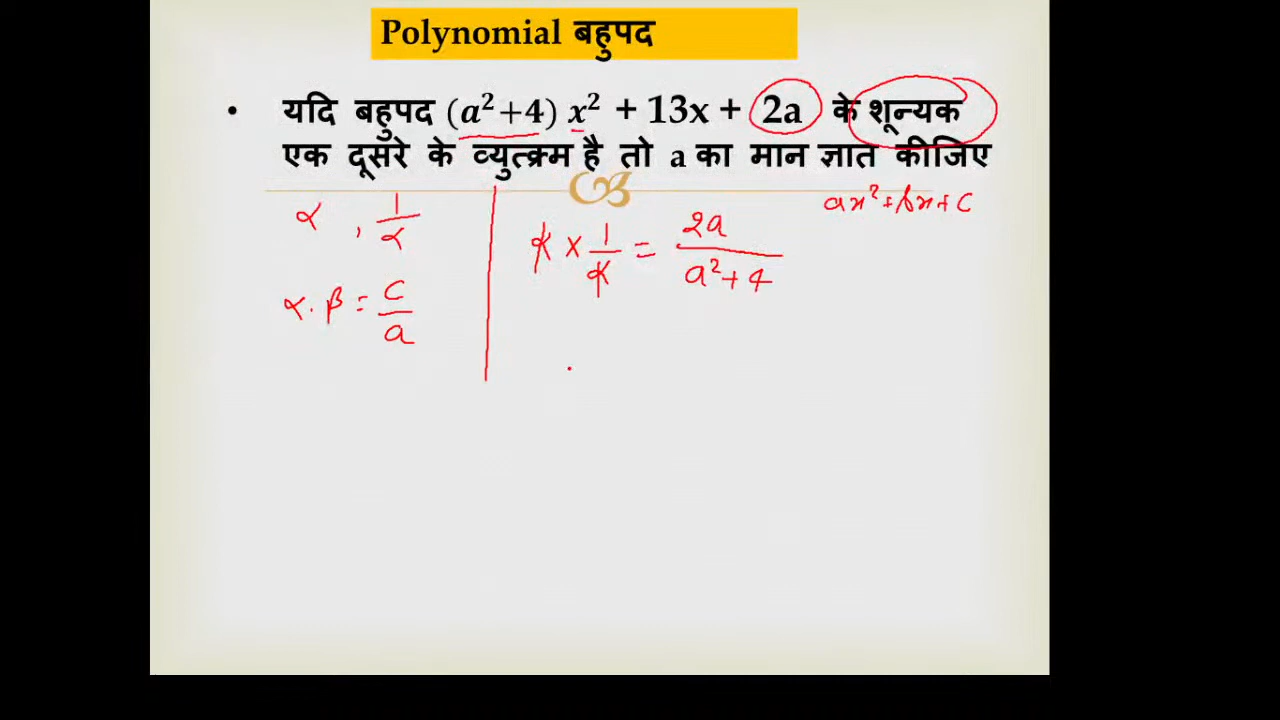 Polynomial बहुपद
• यदि बहुपद (a²+4) x² + 13x + 2a के शून्यक
एक दूसरे के व्युत्क्रम है तो a का मान ज्ञात कीजिए
ax²+bx+c
α , 1/α
α × 1/α = 2a/(a²+4)
α.β = c/a